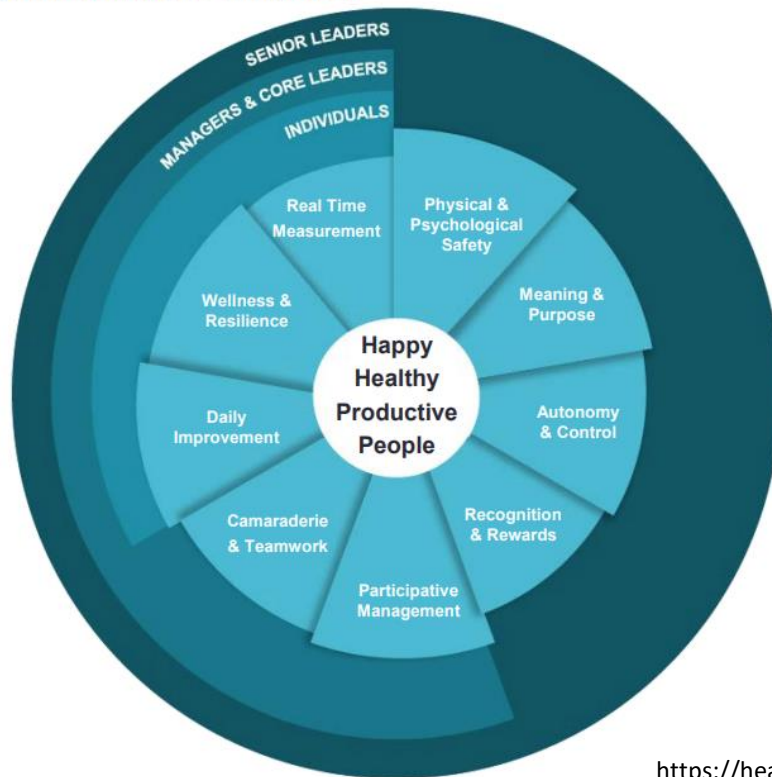 SENIOR LEADERS
MANAGERS & CORE LEADERS
INDIVIDUALS
Real Time
Measurement
Physical &
Psychological
Safety
Meaning &
Purpose
Autonomy
& Control
Recognition
& Rewards
Participative
Management
Camaraderie
& Teamwork
Daily
Improvement
Wellness &
Resilience
Happy
Healthy
Productive
People
https://hea